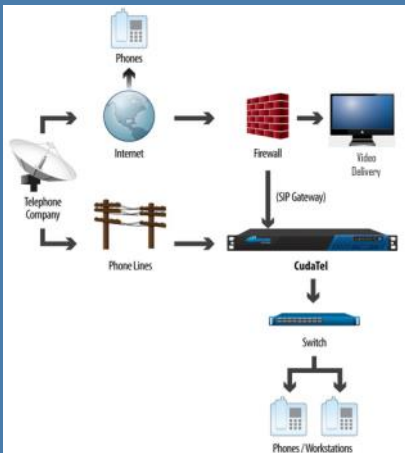 Phones
Internet
Firewall
Video
Delivery
Telephone
Company
(SIP Gateway)
Phone Lines
CudaTel
Switch
Phones / Workstations